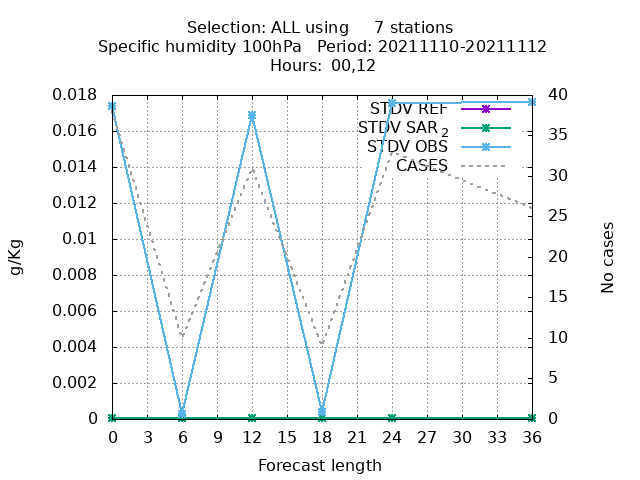 Selection: ALL using     7 stations
Specific humidity 100hPa   Period: 20211110-20211112
Hours: 00,12
0.018
0.016
0.014
0.012
0.01
0.008
0.006
0.004
0.002
0
40
35
30
25
20
15
10
5
0
STDV REF
STDV SAR 2
STDV OBS
CASES
g/Kg
No cases
0 3 6 9 12 15 18 21 24 27 30 33 36
Forecast length